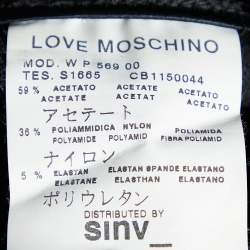 LOVE MOSCHINO
MOD. W P 569 00
TES. S1665 CB1150044
59 % ACETATO ACETATE ACETATO
ACETATE ACETAT ACETATE
アセテート
36 % POLIAMMIDICA NYLON POLIAMIDA
POLYAMIDE POLYAMID FIBRA POLIAMID
ナイロン
5 % ELASTAN ELASTAN SPANDE ELASTANO
ELASTANE ELASTHAN ELASTANO
ポリウレタン
DISTRIBUTED BY
sinv